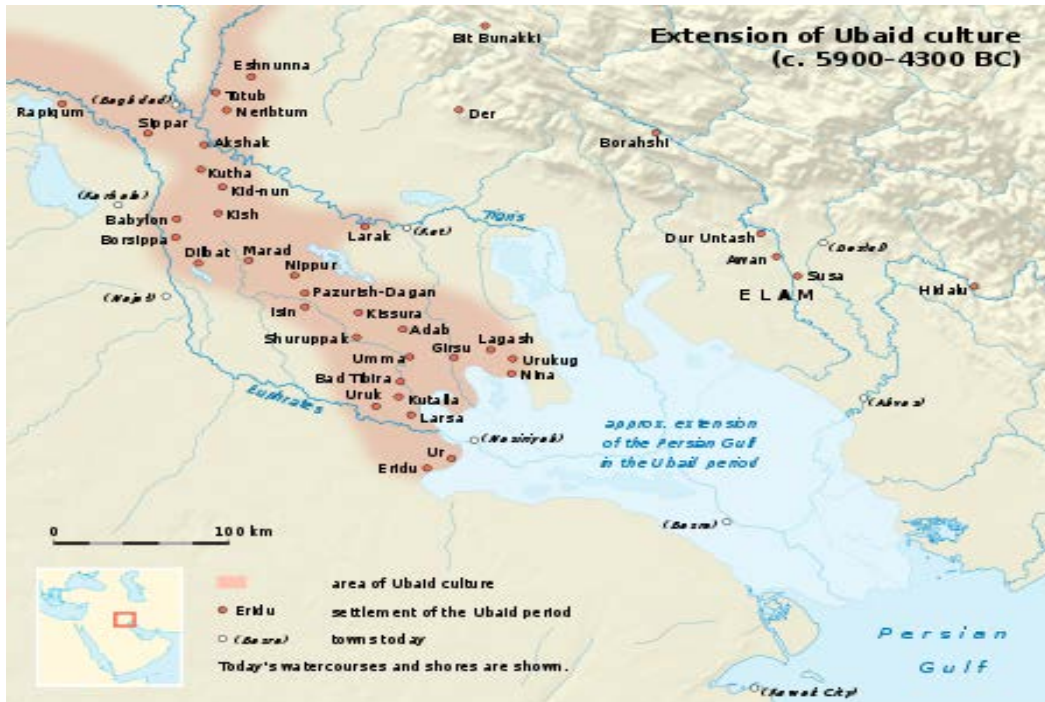 Extension of Ubaid culture
(c. 5900–4300 BC)
Bit Bunakki
Eshnunna
Tutub
(Baghdad)
Neribtum
Rapiqum
Sippar
Der
Akshak
Borahshi
Kutha
Kid-nun
(Kerbala)
Kish
Babylon
Borsippa
Larak
(Kut)
Tigris
Dur Untash
(Dezful)
Awan
Susa
ELAM
Hidalu
Dilbat
Marad
Nippur
(Najaf)
Pazurish-Dagan
Isin
Kissura
Adab
Shuruppak
Girsu
Lagash
Umma
Urukug
Nina
Bad Tibira
Uruk
Kutalla
Euphrates
Larsa
(Ahvaz)
approx. extension
of the Persian Gulf
in the Ubaid period
(Nasiriyah)
Ur
Eridu
(Basra)
0 100 km
area of Ubaid culture
Eridu settlement of the Ubaid period
(Basra) towns today
Today's watercourses and shores are shown.
Persian
Gulf
(Kuwait City)